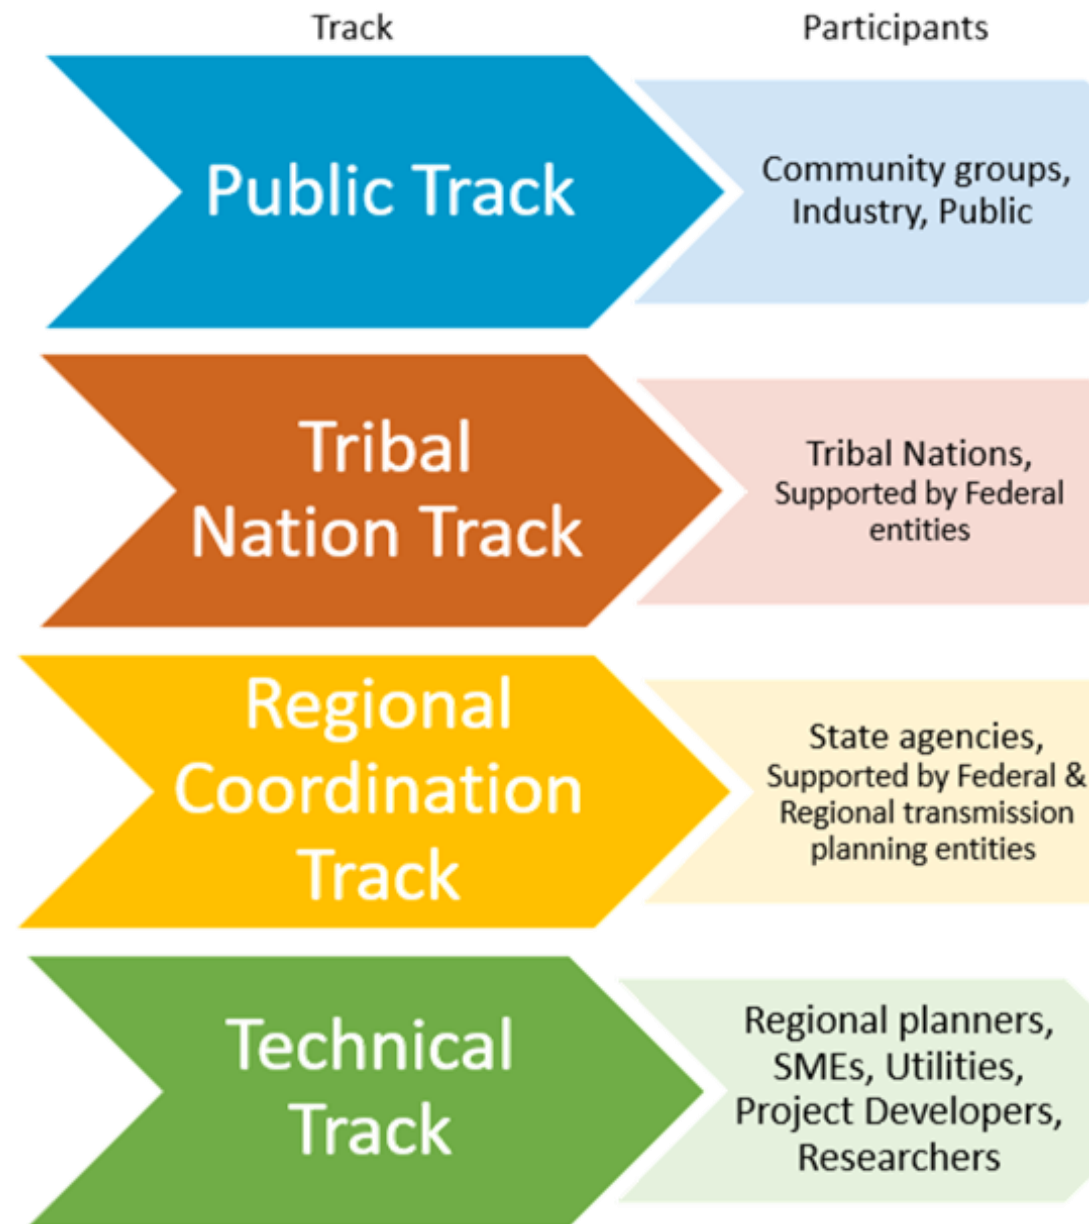 Track
Participants
Public Track
Community groups,
Industry, Public
Tribal
Nation Track
Tribal Nations,
Supported by Federal
entities
Regional
Coordination
Track
State agencies,
Supported by Federal &
Regional transmission
planning entities
Technical
Track
Regional planners,
SMEs, Utilities,
Project Developers,
Researchers